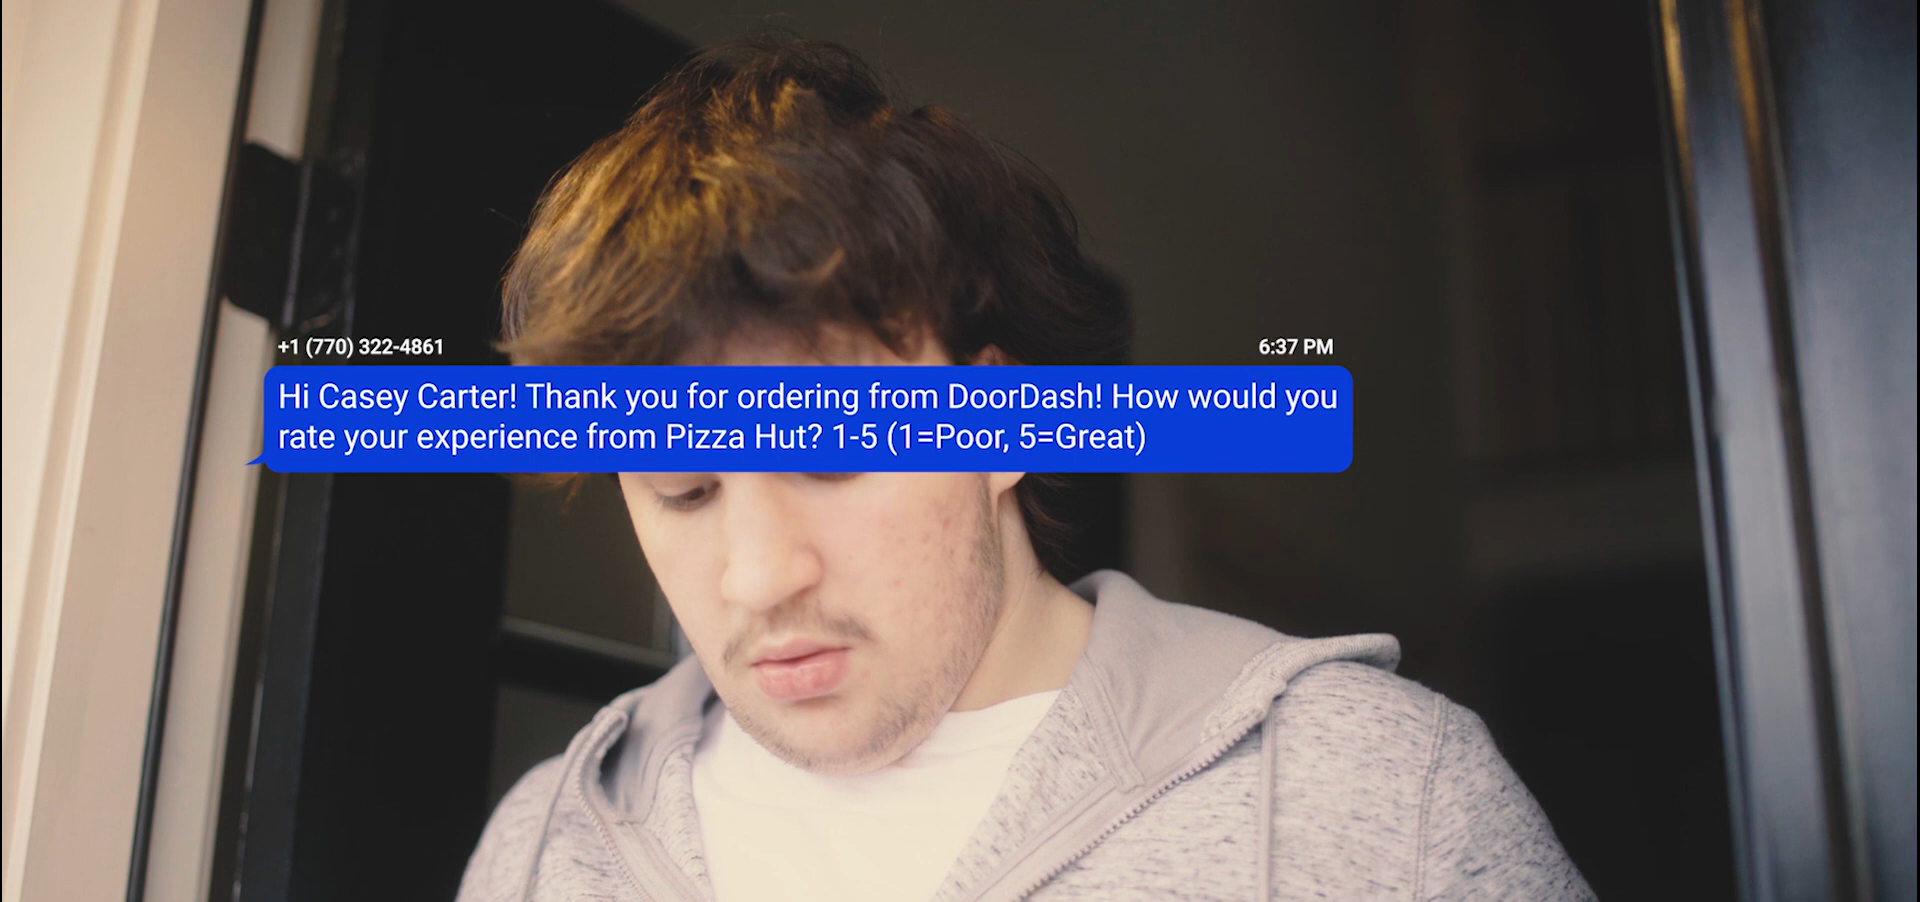 +1 (770) 322-4861 6:37 PM
Hi Casey Carter! Thank you for ordering from DoorDash! How would you
rate your experience from Pizza Hut? 1-5 (1=Poor, 5=Great)